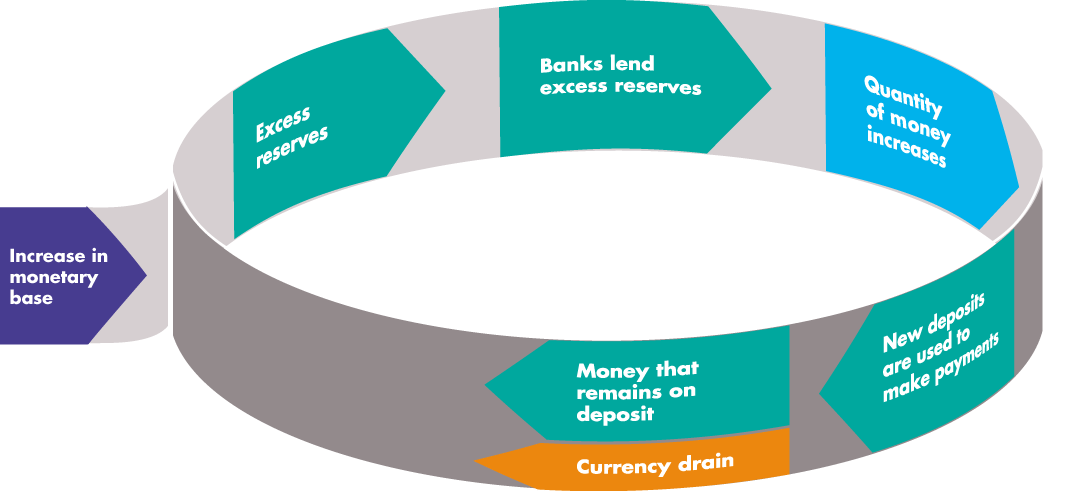 Increase in
monetary
base
Excess
reserves
Banks lend
excess reserves
Quantity
of money
increases
New deposits
are used to
make payments
Money that
remains on
deposit
Currency drain